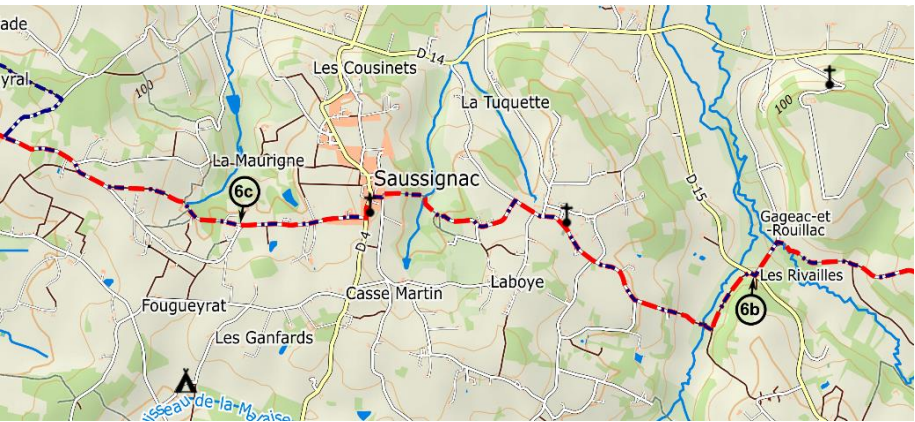 ade
D 14
Les Cousinets
yral
100
La Tuquette
100
La Maurigne
6c
Saussignac
D 15
Gageac-et
-Rouillac
D 4
Les Rivailles
Laboye
Casse Martin
Fougueyrat
6b
Les Ganfards
isseau de la Maraise